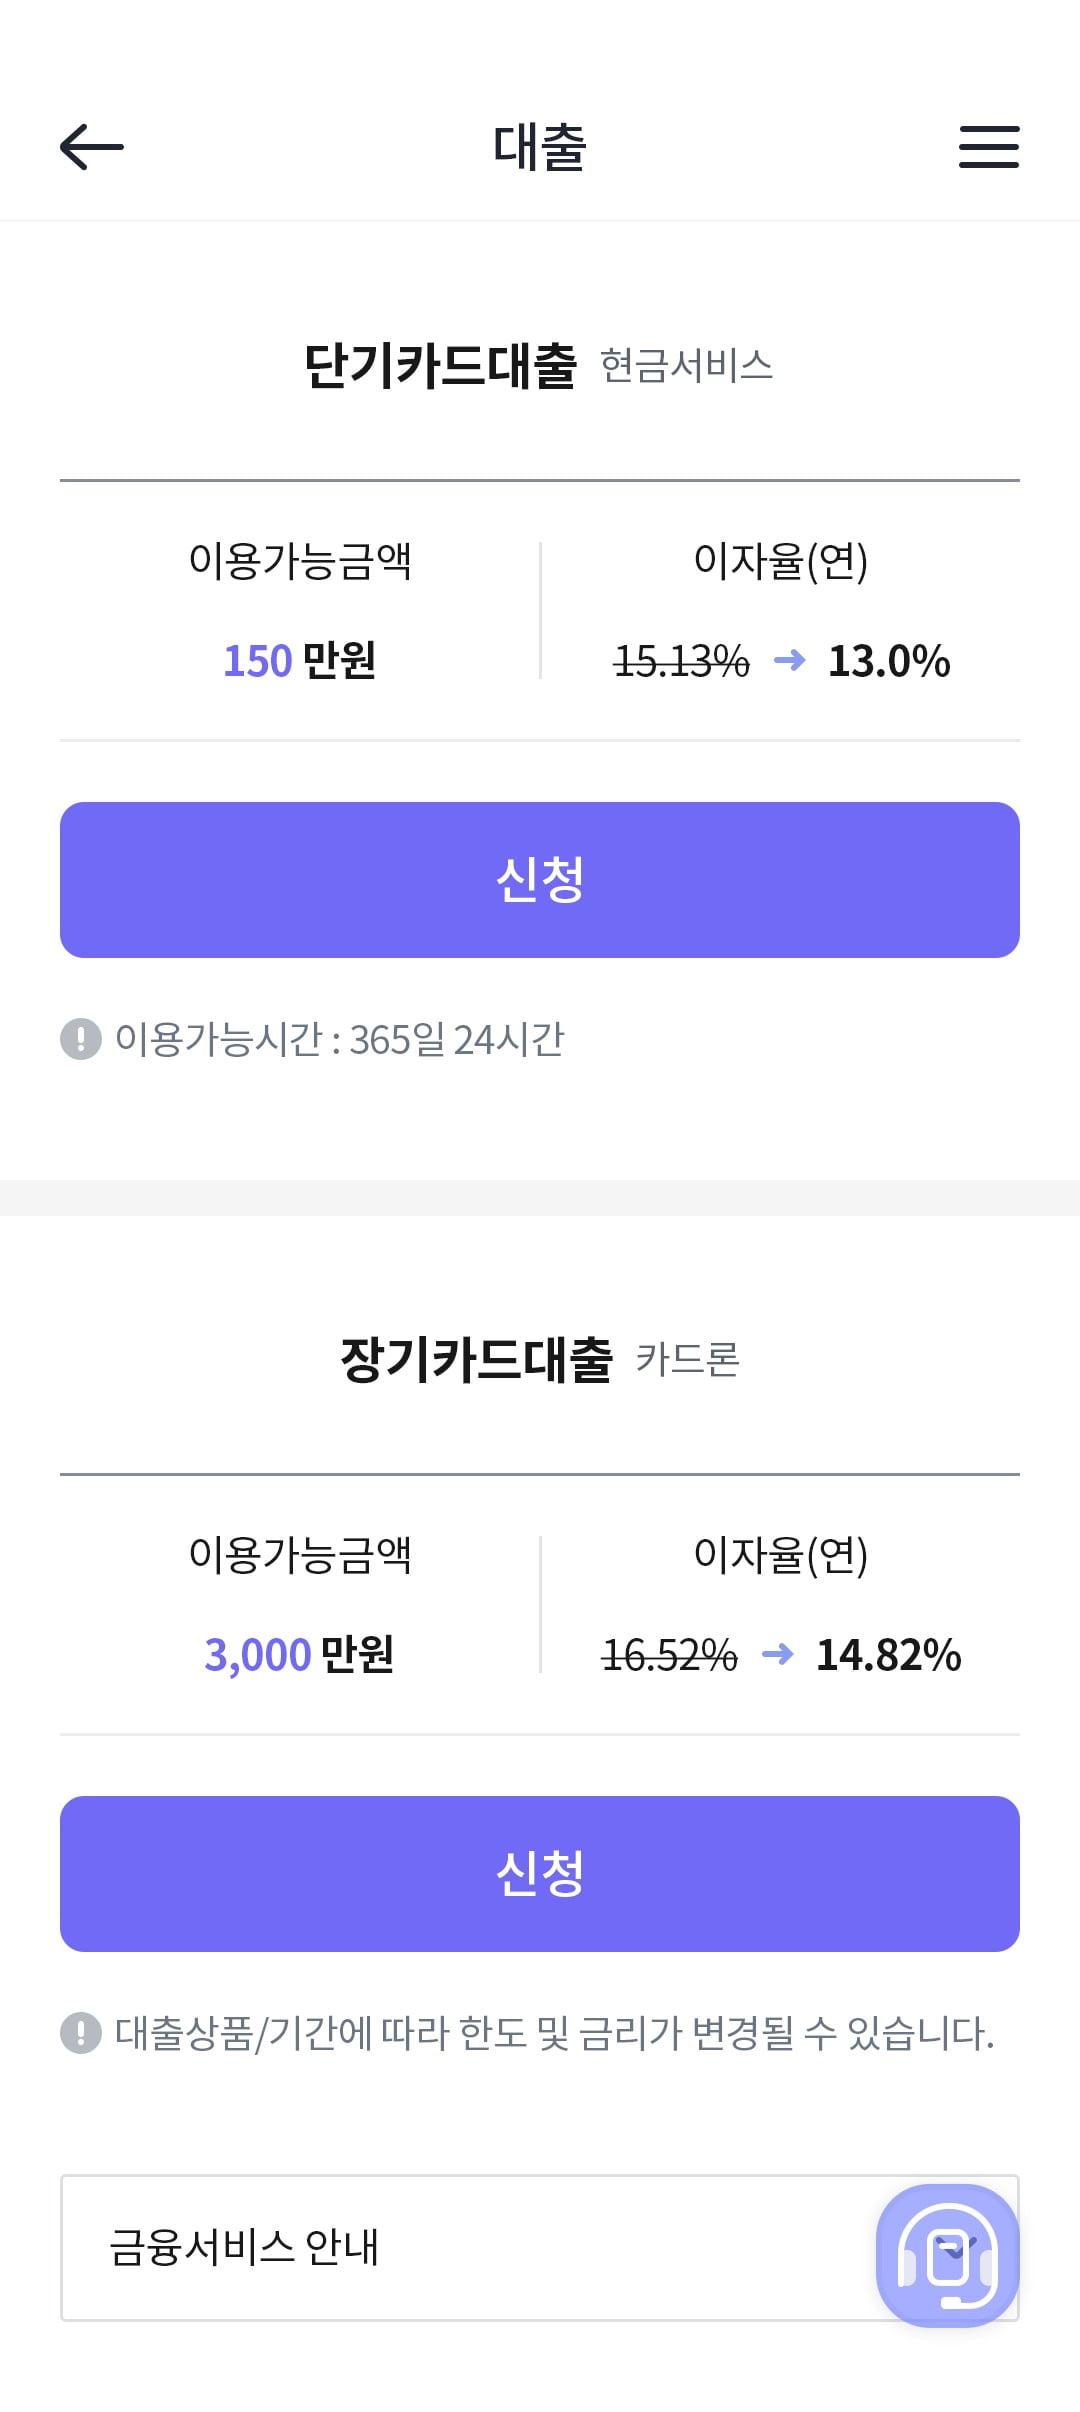 대출
단기카드대출 현금서비스
이용가능금액 이자율(연)
150 만원 15.13% ➜ 13.0%
신청
이용가능시간 : 365일 24시간
장기카드대출 카드론
이용가능금액 이자율(연)
3,000 만원 16.52% ➜ 14.82%
신청
대출상품/기간에 따라 한도 및 금리가 변경될 수 있습니다.
금융서비스 안내